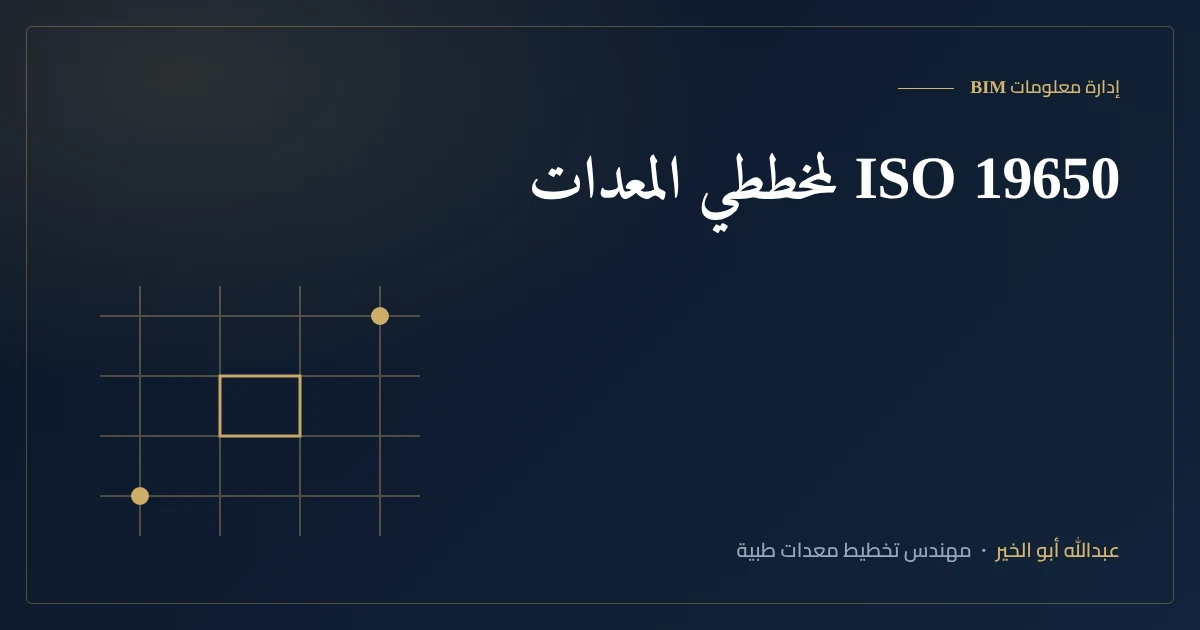 إدارة معلومات BIM
ISO 19650 لمخططي المعدات
عبدالله أبو الخير · مهندس تخطيط معدات طبية